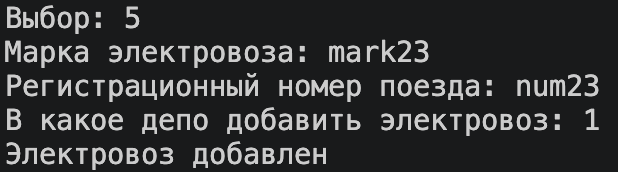 Выбор: 5
Марка электровоза: mark23
Регистрационный номер поезда: num23
В какое депо добавить электровоз: 1
Электровоз добавлен